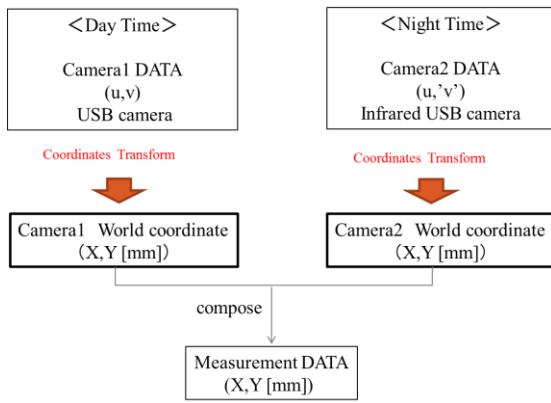 ＜Day Time＞
Camera1 DATA
(u,v)
USB camera
＜Night Time＞
Camera2 DATA
(u,’v’)
Infrared USB camera
Coordinates Transform
Coordinates Transform
Camera1 World coordinate
(X,Y [mm])
Camera2 World coordinate
(X,Y [mm])
compose
Measurement DATA
(X,Y [mm])